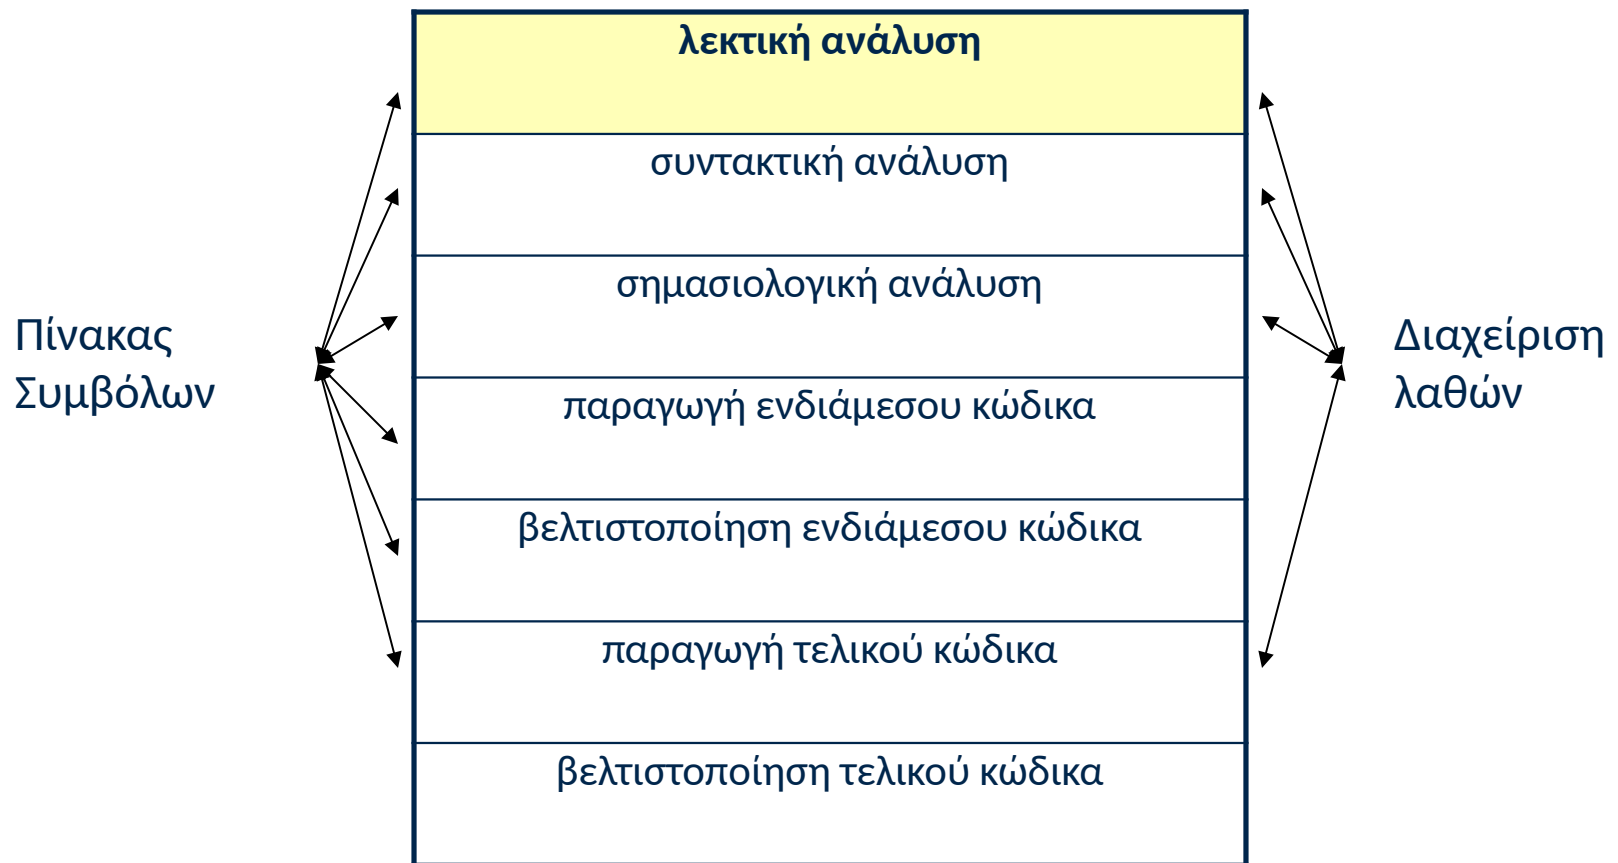 λεκτική ανάλυση
συντακτική ανάλυση
σημασιολογική ανάλυση
Πίνακας
Συμβόλων
Διαχείριση
λαθών
παραγωγή ενδιάμεσου κώδικα
βελτιστοποίηση ενδιάμεσου κώδικα
παραγωγή τελικού κώδικα
βελτιστοποίηση τελικού κώδικα